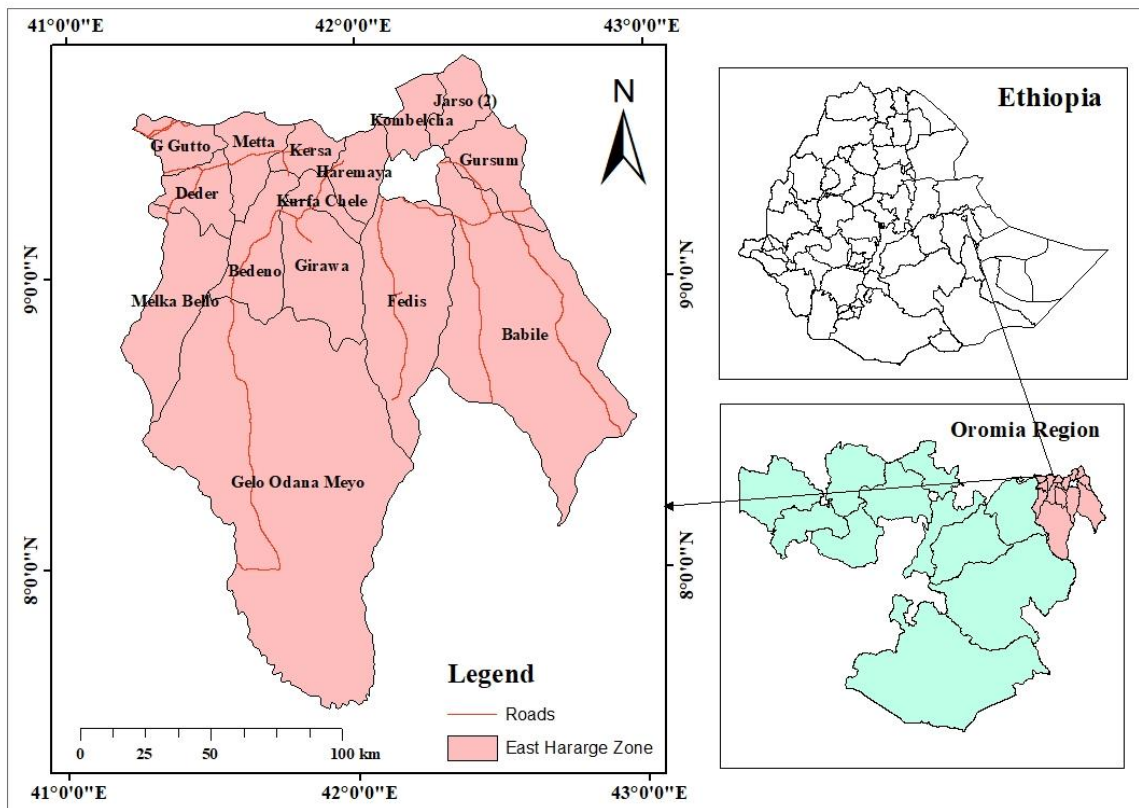 41°0'0"E
42°0'0"E
43°0'0"E
9°0'0"N
8°0'0"N
N
Jarso (2)
Kombelcha
G Gutto
Metta
Kersa
Gursum
Haremaya
Deder
Kurfa Chele
Bedeno
Girawa
Melka Bello
Fedis
Babile
Gelo Odana Meyo
Legend
Roads
East Hararge Zone
0 25 50 100 km
9°0'0"N
8°0'0"N
41°0'0"E
42°0'0"E
43°0'0"E
Ethiopia
Oromia Region